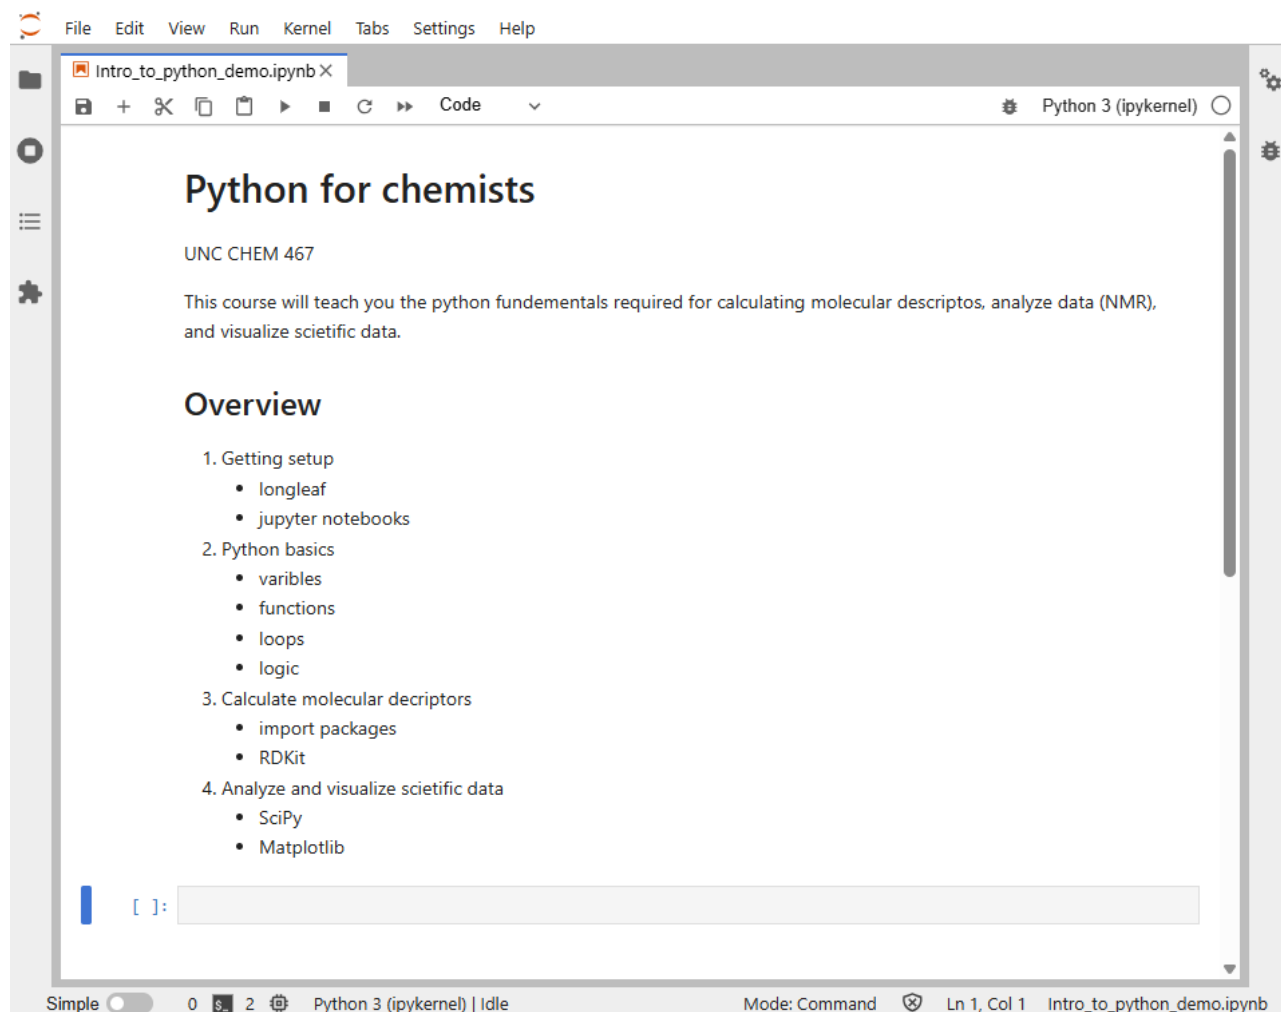 File Edit View Run Kernel Tabs Settings Help
Intro_to_python_demo.ipynb
Code
Python 3 (ipykernel)
Python for chemists
UNC CHEM 467
This course will teach you the python fundementals required for calculating molecular descriptos, analyze data (NMR),
and visualize scietific data.
Overview
1. Getting setup
• longleaf
• jupyter notebooks
2. Python basics
• varibles
• functions
• loops
• logic
3. Calculate molecular decriptors
• import packages
• RDKit
4. Analyze and visualize scietific data
• SciPy
• Matplotlib
[ ]:
Simple 0 $_ 2 Python 3 (ipykernel) | Idle Mode: Command Ln 1, Col 1 Intro_to_python_demo.ipynb